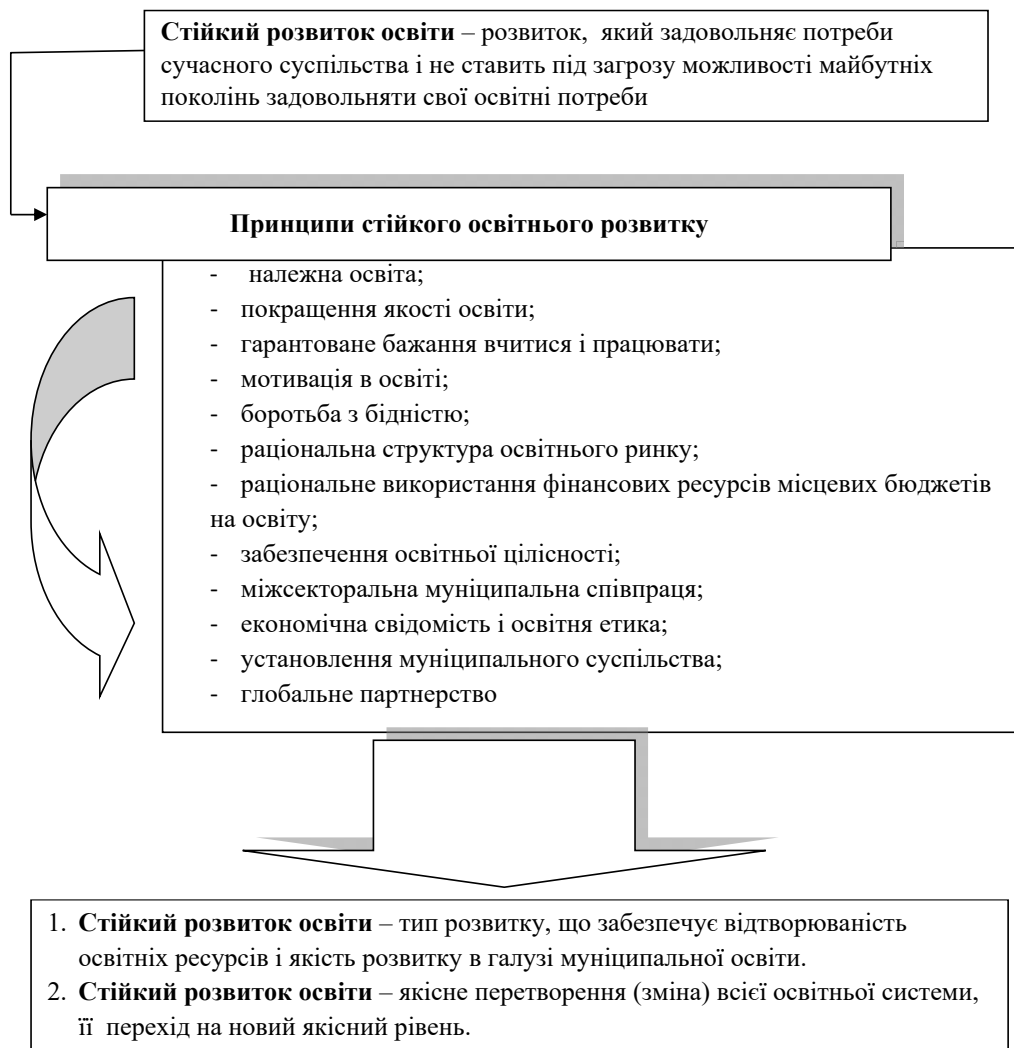 Стійкий розвиток освіти – розвиток, який задовольняє потреби
сучасного суспільства і не ставить під загрозу можливості майбутніх
поколінь задовольняти свої освітні потреби
Принципи стійкого освітнього розвитку
- належна освіта;
- покращення якості освіти;
- гарантоване бажання вчитися і працювати;
- мотивація в освіті;
- боротьба з бідністю;
- раціональна структура освітнього ринку;
- раціональне використання фінансових ресурсів місцевих бюджетів
на освіту;
- забезпечення освітньої цілісності;
- міжсекторальна муніципальна співпраця;
- економічна свідомість і освітня етика;
- установлення муніципального суспільства;
- глобальне партнерство
1. Стійкий розвиток освіти – тип розвитку, що забезпечує відтворюваність
освітніх ресурсів і якість розвитку в галузі муніципальної освіти.
2. Стійкий розвиток освіти – якісне перетворення (зміна) всієї освітньої системи,
її перехід на новий якісний рівень.